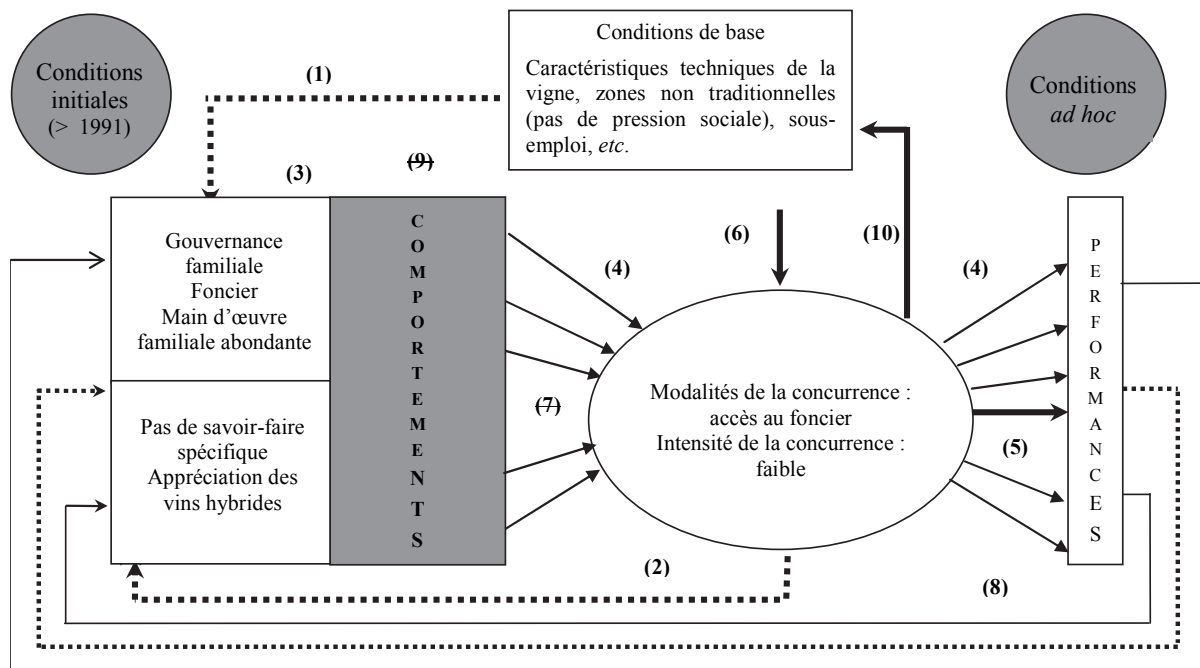 Conditions
initiales
(> 1991)
(1)
Conditions de base
Caractéristiques techniques de la
vigne, zones non traditionnelles
(pas de pression sociale), sous-
emploi, etc.
Conditions
ad hoc
(3)
(9)
Gouvernance
familiale
Foncier
Main d’œuvre
familiale abondante
Pas de savoir-faire
spécifique
Appréciation des
vins hybrides
C
O
M
P
O
R
T
E
M
E
N
T
S
(4)
(7)
(6)
(10)
Modalités de la concurrence :
accès au foncier
Intensité de la concurrence :
faible
(4)
(5)
P
E
R
F
O
R
M
A
N
C
E
S
(2)
(8)